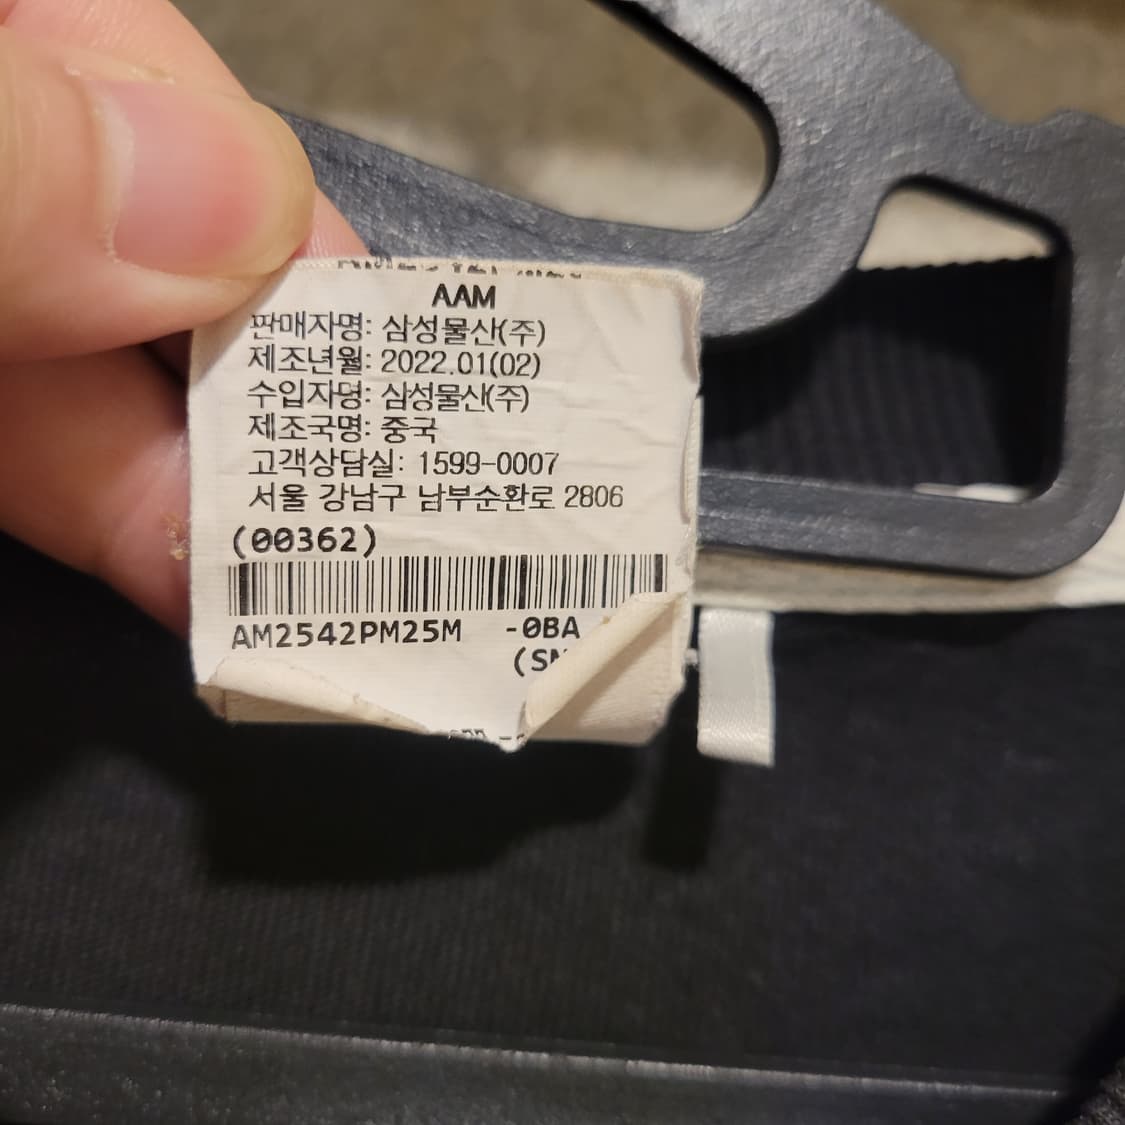 AAM
판매자명: 삼성물산(주)
제조년월: 2022.01(02)
수입자명: 삼성물산(주)
제조국명: 중국
고객상담실: 1599-0007
서울 강남구 남부순환로 2806
(00362)
AM2542PM25M -0BA